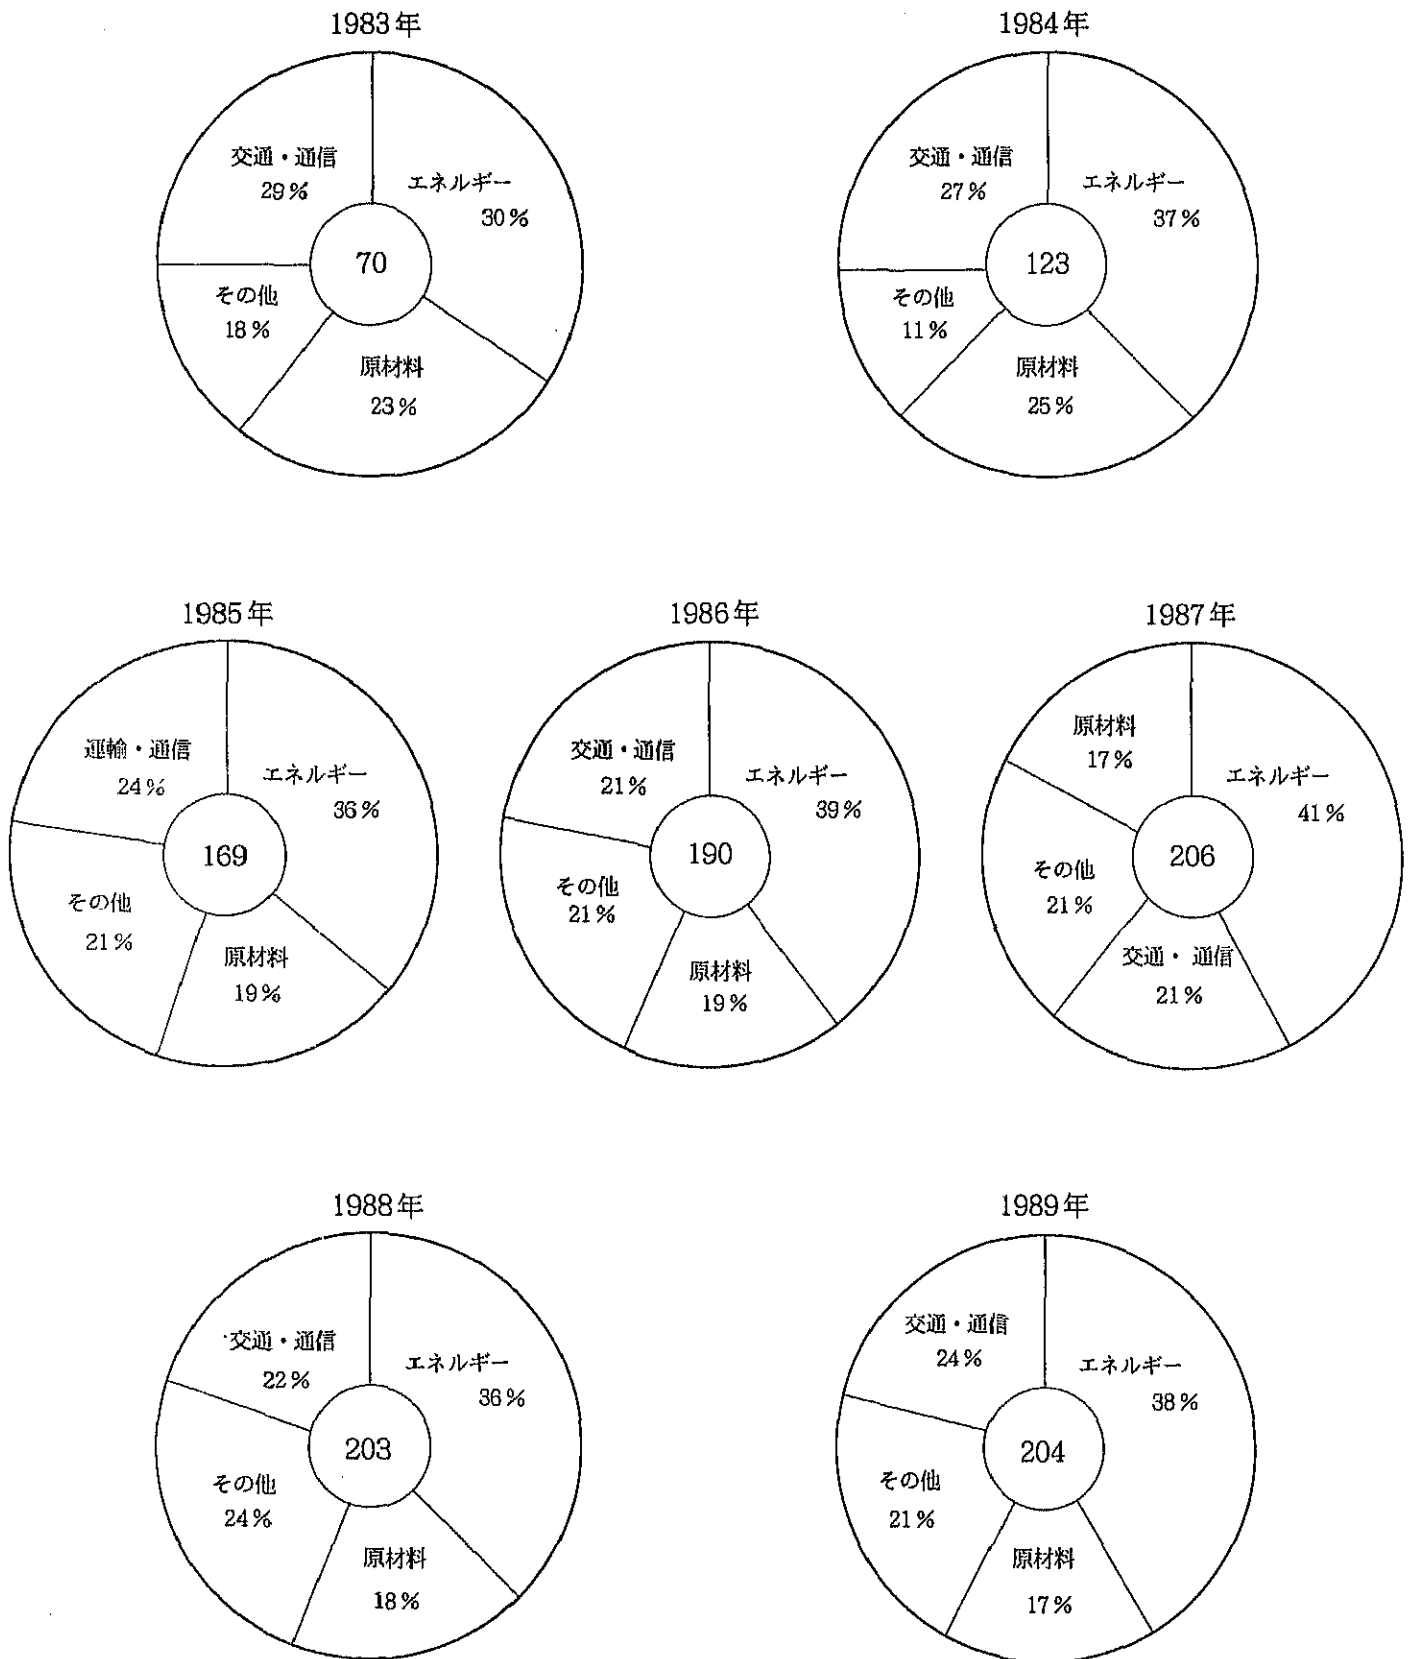 1983年
交通・通信
29%
エネルギー
30%
70
その他
18%
原材料
23%
1984年
交通・通信
27%
エネルギー
37%
123
その他
11%
原材料
25%
1985年
運輸・通信
24%
エネルギー
36%
169
その他
21%
原材料
19%
1986年
交通・通信
21%
エネルギー
39%
190
その他
21%
原材料
19%
1987年
原材料
17%
エネルギー
41%
206
その他
21%
交通・通信
21%
1988年
交通・通信
22%
エネルギー
36%
203
その他
24%
原材料
18%
1989年
交通・通信
24%
エネルギー
38%
204
その他
21%
原材料
17%